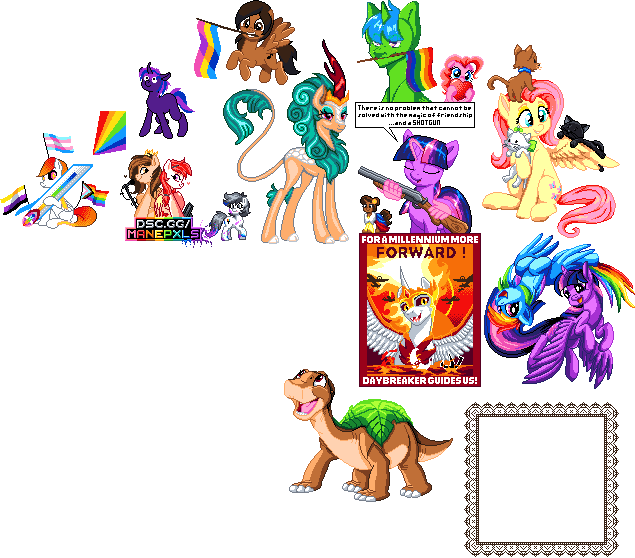 There is no problem that cannot be
solved with the magic of friendship
...and a SHOTGUN
DSC.GG/
MANEPXLS
FOR A MILLENNIUM MORE
FORWARD !
DAYBREAKER GUIDES US!